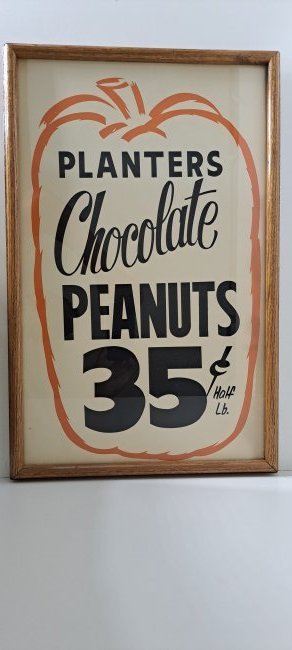 PLANTERS
Chocolate
PEANUTS
35¢
Half
Lb.